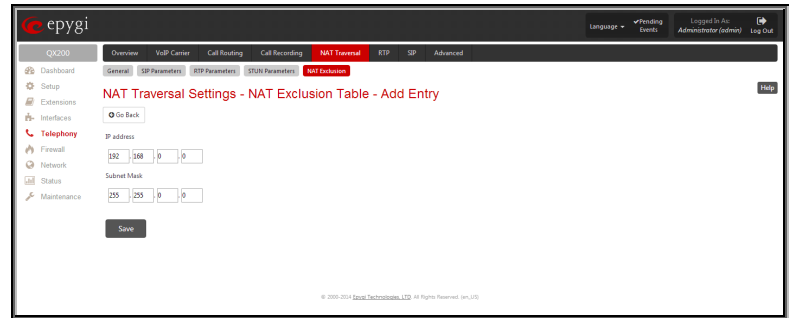 epygi
Language
Pending Events
Logged In As:
Administrator (admin)
Log Out
QX200
Overview VoIP Carrier Call Routing Call Recording NAT Traversal RTP SIP Advanced
Dashboard
Setup
Extensions
Interfaces
Telephony
Firewall
Network
Status
Maintenance
General SIP Parameters RTP Parameters STUN Parameters NAT Exclusion
NAT Traversal Settings - NAT Exclusion Table - Add Entry
Help
Go Back
IP address
192 . 168 . 0 . 0
Subnet Mask
255 . 255 . 0 . 0
Save
© 2000-2014 Epygi Technologies, LTD. All Rights Reserved. (en_US)